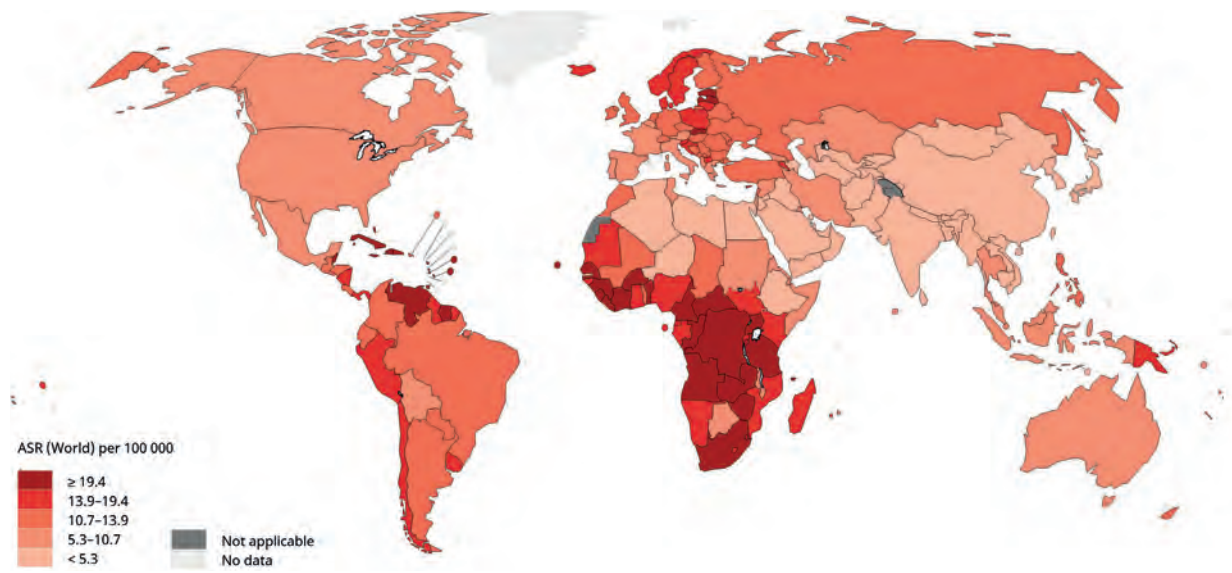 ASR (World) per 100 000
≥ 19.4
13.9–19.4
10.7–13.9
5.3–10.7
< 5.3
Not applicable
No data